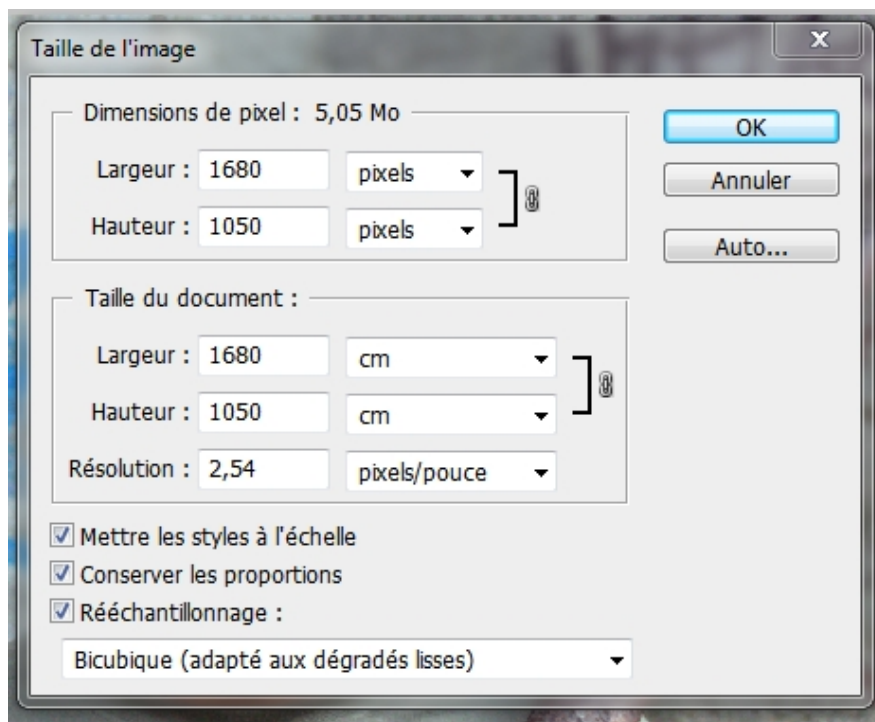 Taille de l'image
x
Dimensions de pixel : 5,05 Mo
Largeur : 1680 pixels
Hauteur : 1050 pixels
OK
Annuler
Auto...
Taille du document :
Largeur : 1680 cm
Hauteur : 1050 cm
Résolution : 2,54 pixels/pouce
Mettre les styles à l'échelle
Conserver les proportions
Rééchantillonnage :
Bicubique (adapté aux dégradés lisses)